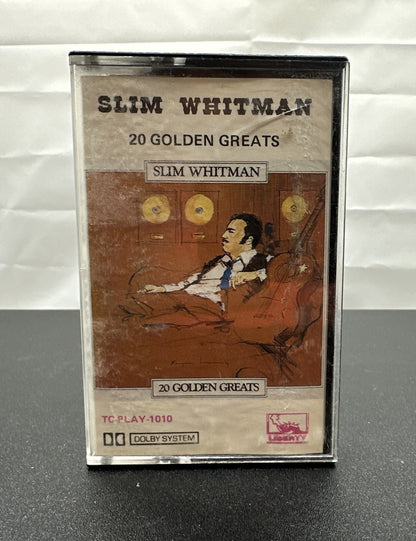 SLIM WHITMAN
20 GOLDEN GREATS
SLIM WHITMAN
20 GOLDEN GREATS
TC-PLAY-1010
DOLBY SYSTEM
LIBERTY